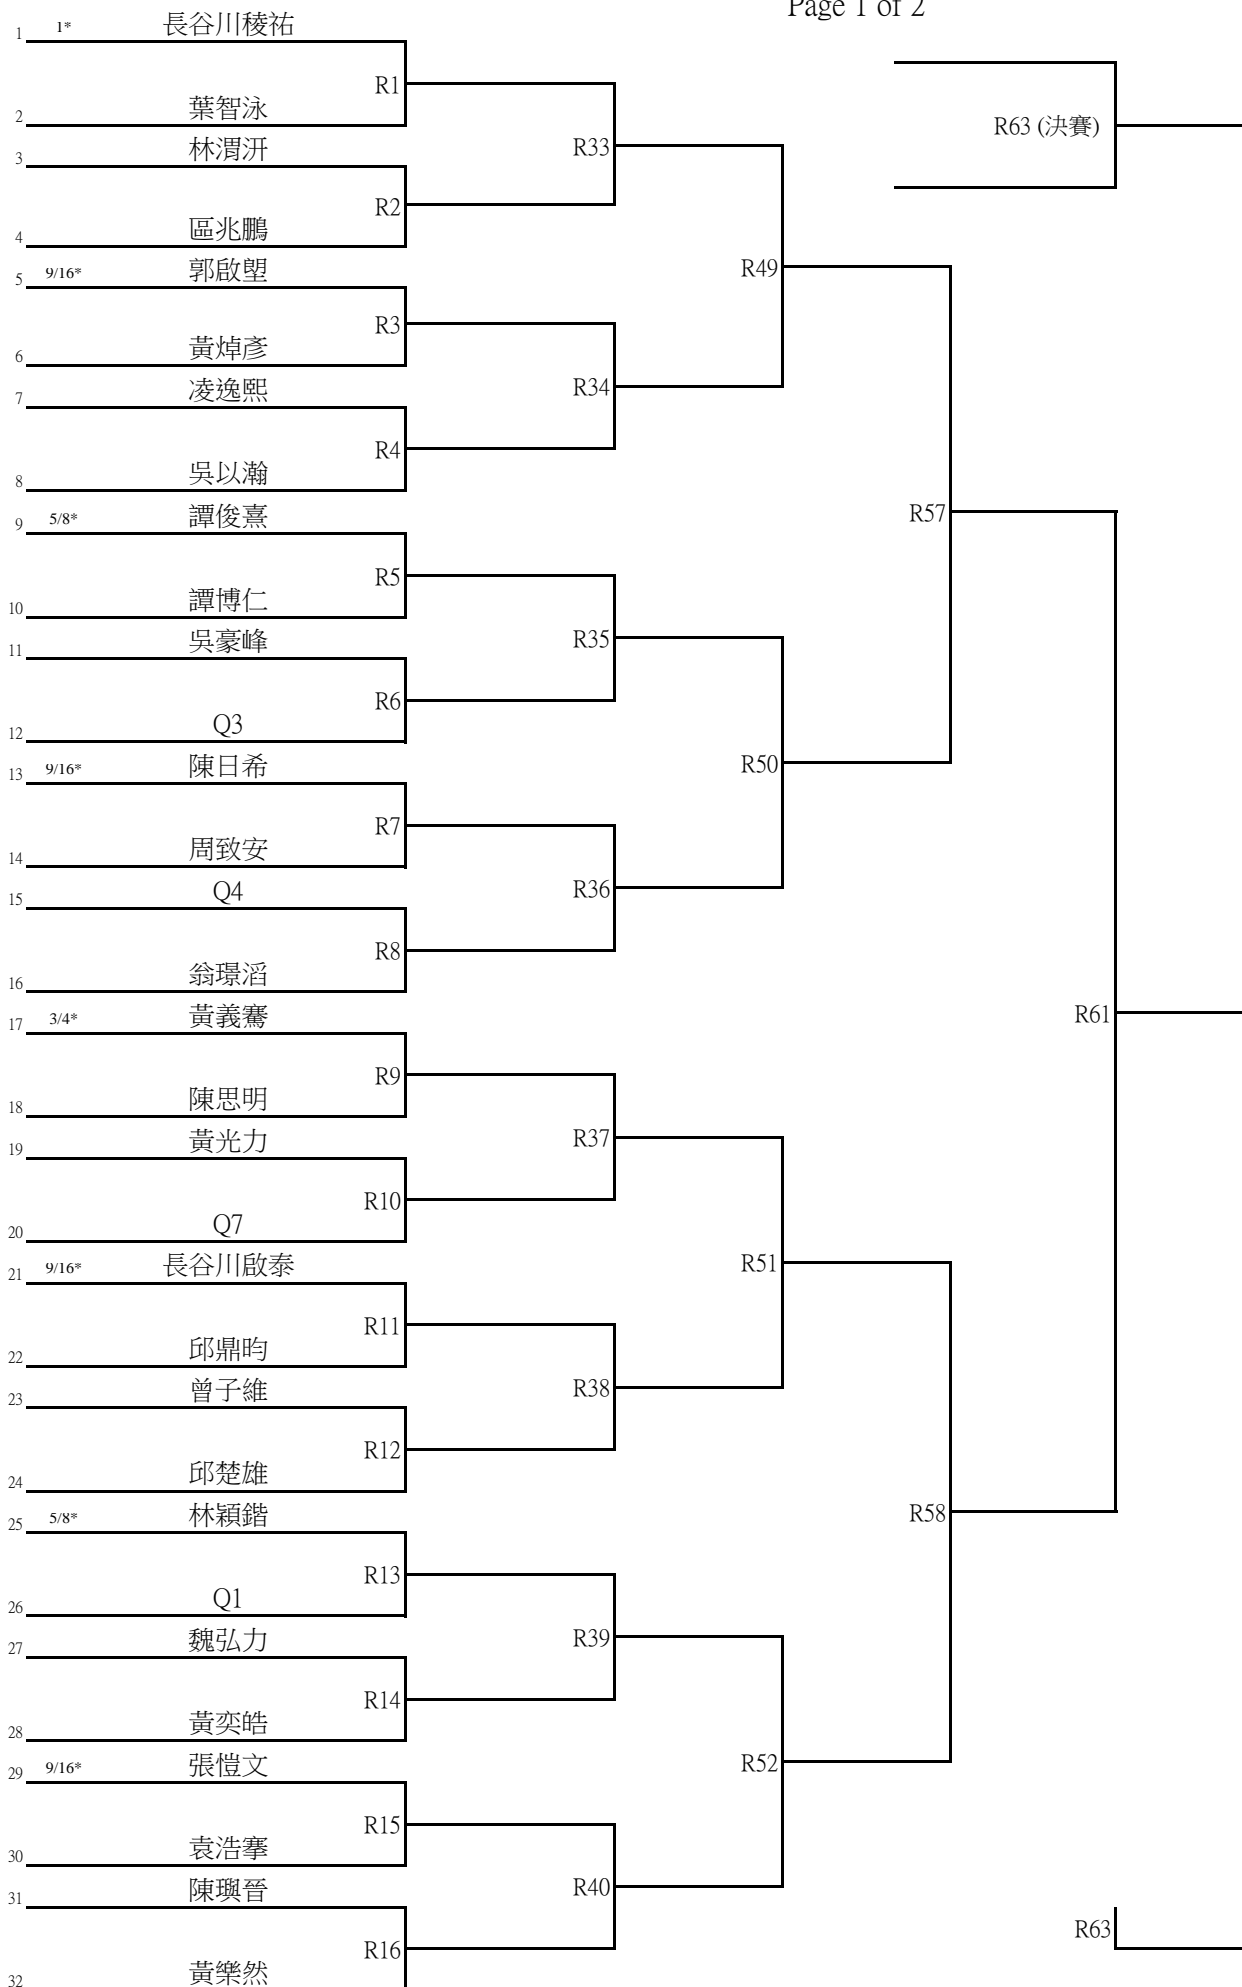 Page 1 of 2
1 1* 長谷川稜祐
R1
2 葉智泳
R63 (決賽)
3 林渭汧
R33
R2
4 區兆鵬
5 9/16* 郭啟塱
R49
R3
6 黃焯彥
7 凌逸熙
R34
R4
8 吳以瀚
9 5/8* 譚俊熹
R57
R5
10 譚博仁
11 吳豪峰
R35
R6
12 Q3
13 9/16* 陳日希
R50
R7
14 周致安
15 Q4
R36
R8
16 翁璟滔
17 3/4* 黃義騫
R61
R9
18 陳思明
19 黃光力
R37
R10
20 Q7
21 9/16* 長谷川啟泰
R51
R11
22 邱鼎昀
23 曾子維
R38
R12
24 邱楚雄
25 5/8* 林穎鍇
R58
R13
26 Q1
27 魏弘力
R39
R14
28 黃奕皓
29 9/16* 張愷文
R52
R15
30 袁浩搴
31 陳璵晉
R40
R63
R16
32 黃樂然